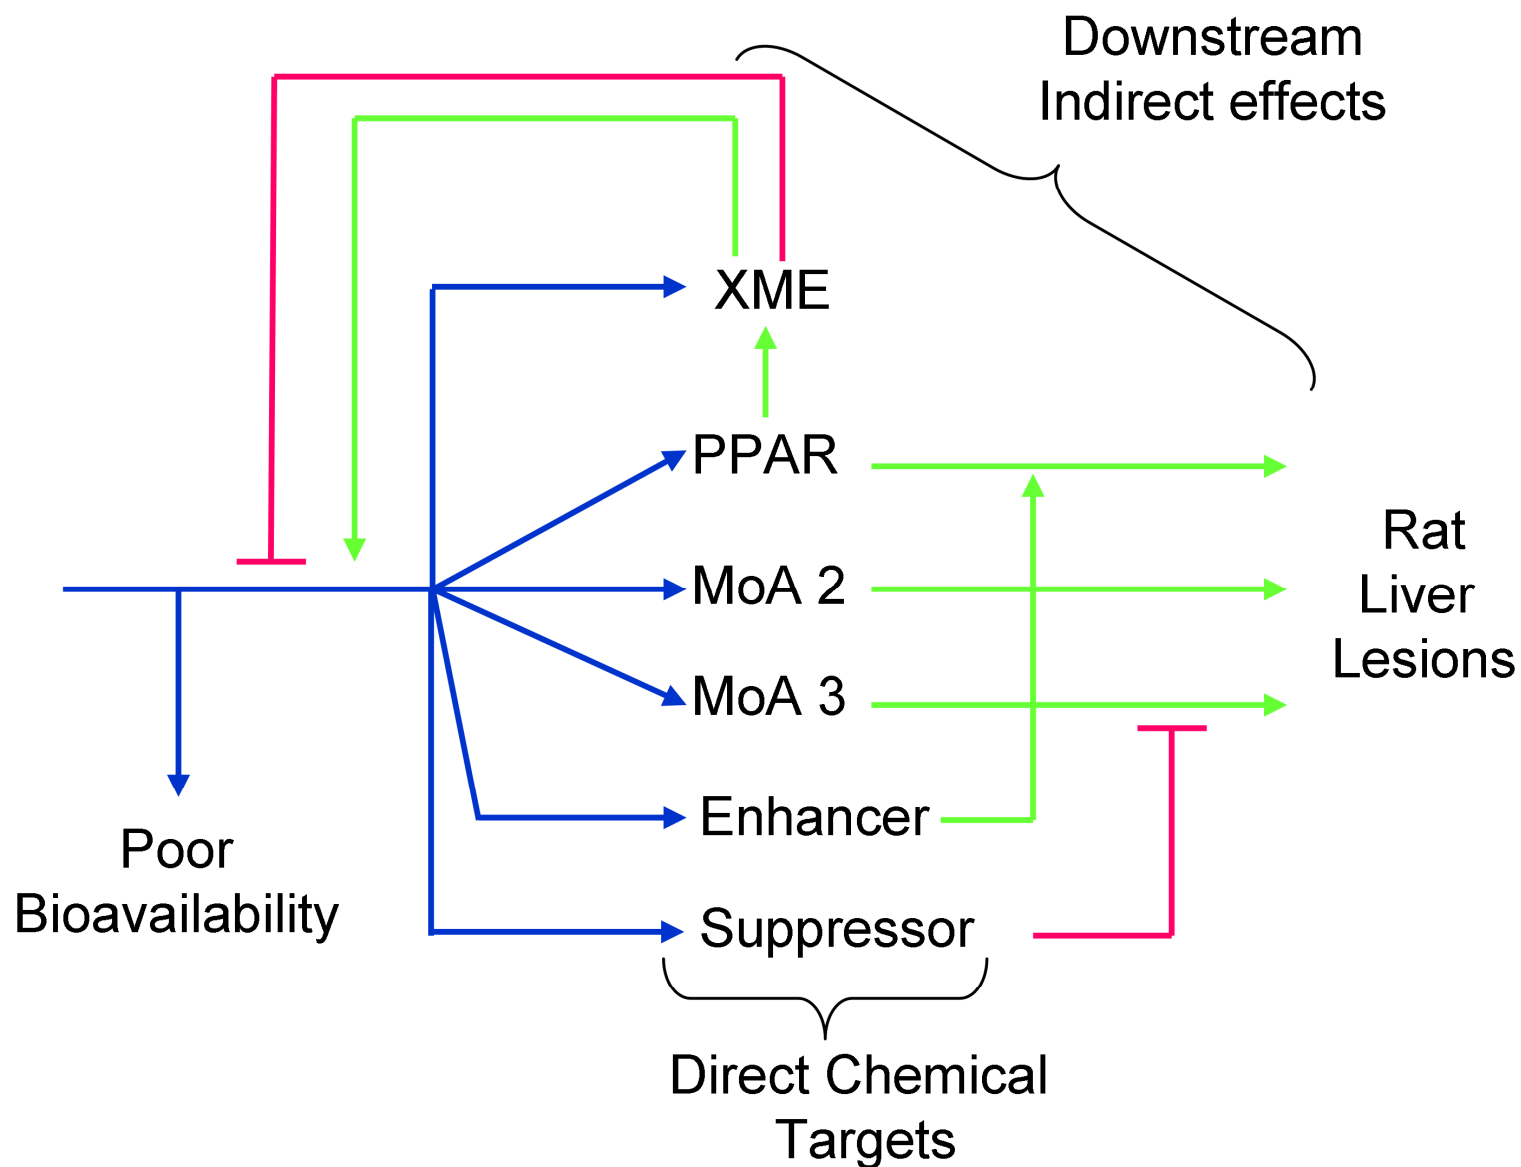 Downstream
Indirect effects
XME
PPAR
MoA 2
MoA 3
Enhancer
Suppressor
Rat
Liver
Lesions
Poor
Bioavailability
Direct Chemical
Targets